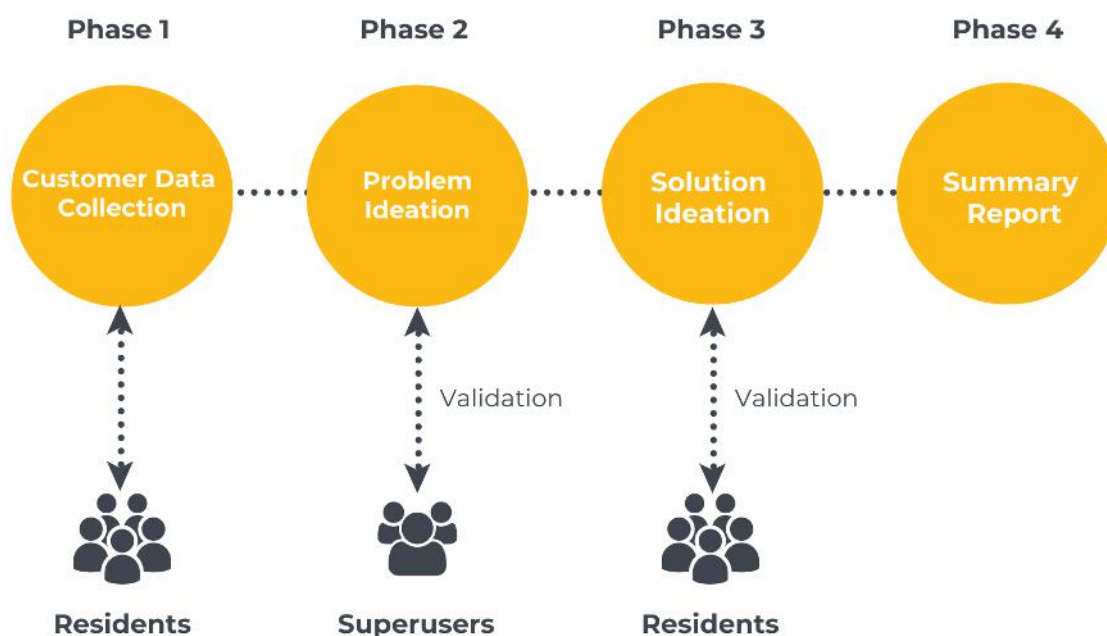 Phase 1
Phase 2
Phase 3
Phase 4
Customer Data
Collection
Problem
Ideation
Solution
Ideation
Summary
Report
Validation
Validation
Residents
Superusers
Residents